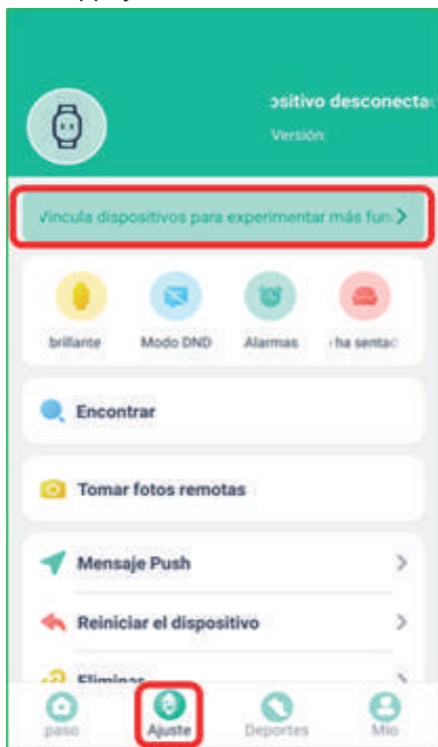 ositivo desconecta
Versión
Vincula dispositivos para experimentar más fun
brillante
Modo DND
Alarmas
ha sentad
Encontrar
Tomar fotos remotas
Mensaje Push
Reiniciar el dispositivo
paso
Ajuste
Deportes
Mio